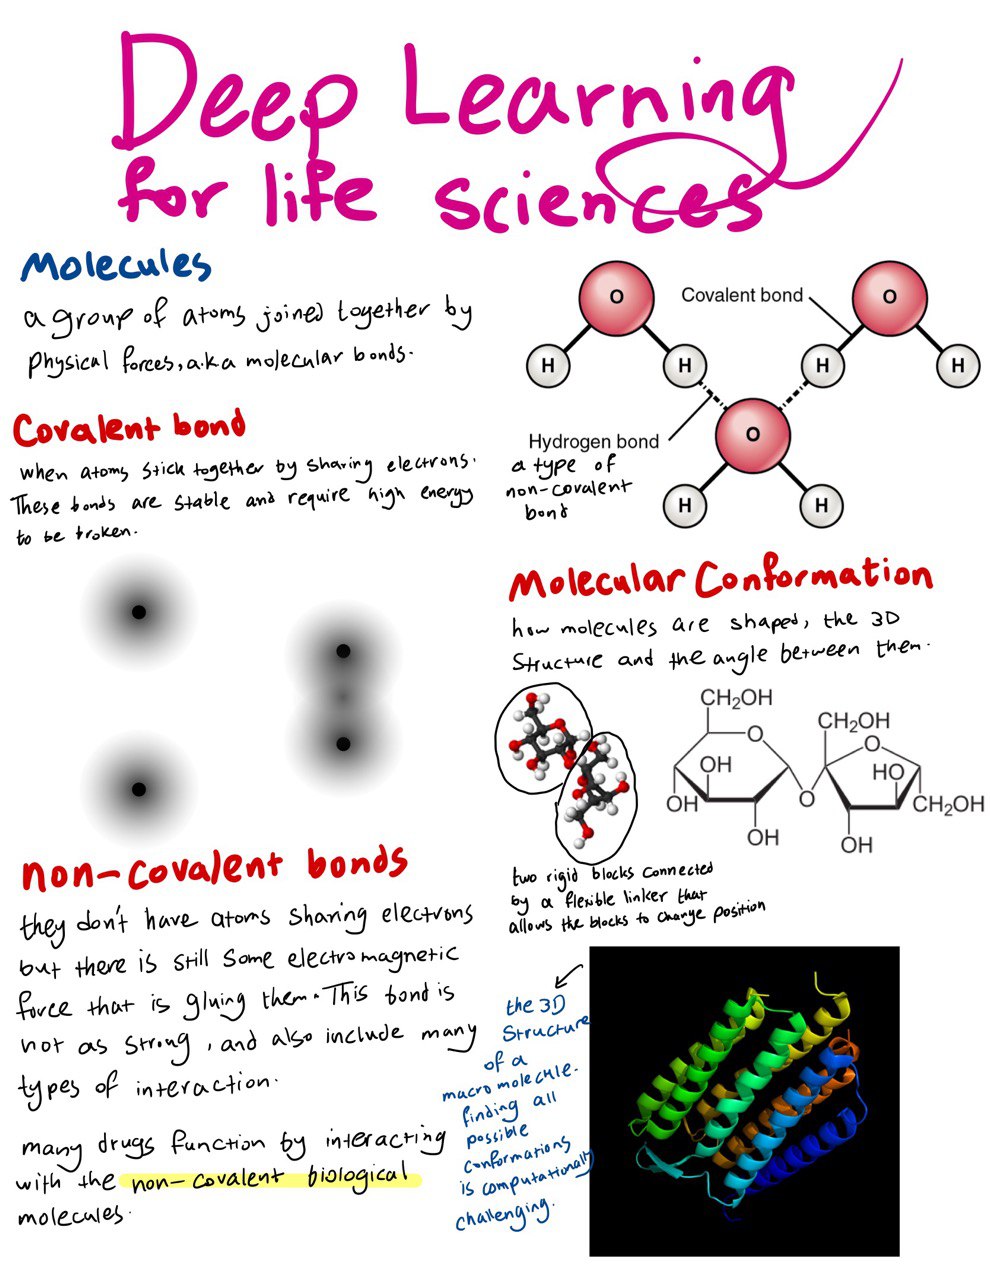 Deep Learning
for life sciences
Molecules
a group of atoms joined together by
physical forces, a.k.a molecular bonds.
Covalent bond
when atoms stick together by sharing electrons.
These bonds are stable and require high energy
to be broken.
non-covalent bonds
they don't have atoms sharing electrons
but there is still some electromagnetic
force that is gluing them. This bond is
not as strong, and also include many
types of interaction.
many drugs function by interacting
with the non-covalent biological
molecules.
O
Covalent bond
O
H
H
H
H
O
Hydrogen bond
H
H
a type of
non-covalent
bond
Molecular Conformation
how molecules are shaped, the 3D
structure and the angle between them.
CH₂OH
O
OH
OH
OH
O
CH₂OH
O
HO
CH₂OH
OH
two rigid blocks connected
by a flexible linker that
allows the blocks to change position
the 3D
structure
of a
macromolecule.
finding all
possible
conformations
is computationally
challenging.